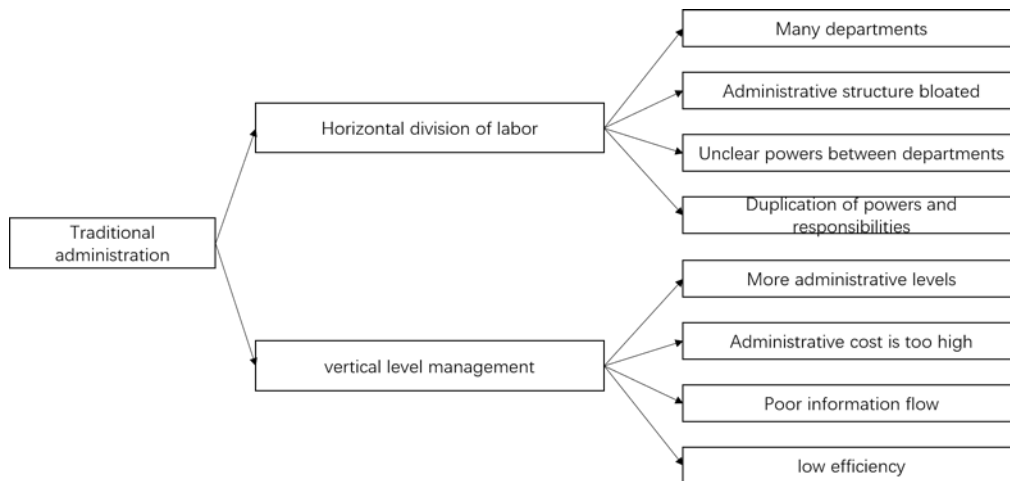 Many departments
Administrative structure bloated
Horizontal division of labor
Unclear powers between departments
Duplication of powers and
responsibilities
Traditional
administration
More administrative levels
Administrative cost is too high
vertical level management
Poor information flow
low efficiency